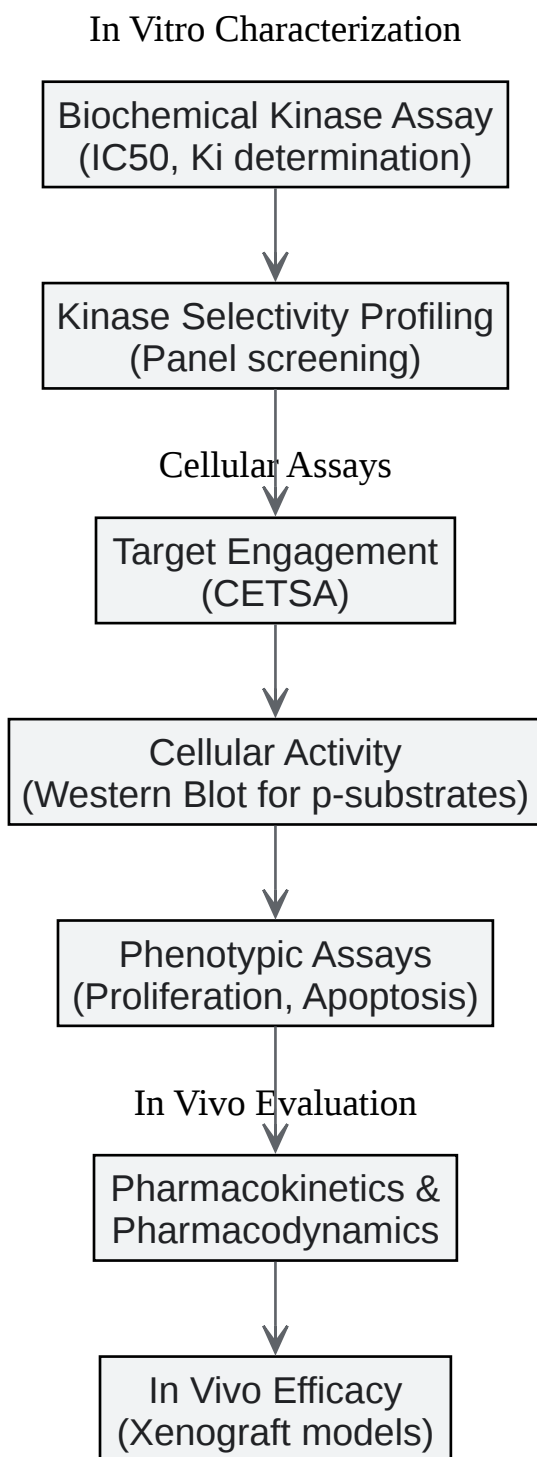 In Vitro Characterization
Biochemical Kinase Assay
(IC50, Ki determination)
Kinase Selectivity Profiling
(Panel screening)
Cellular Assays
Target Engagement
(CETSA)
Cellular Activity
(Western Blot for p-substrates)
Phenotypic Assays
(Proliferation, Apoptosis)
In Vivo Evaluation
Pharmacokinetics &
Pharmacodynamics
In Vivo Efficacy
(Xenograft models)